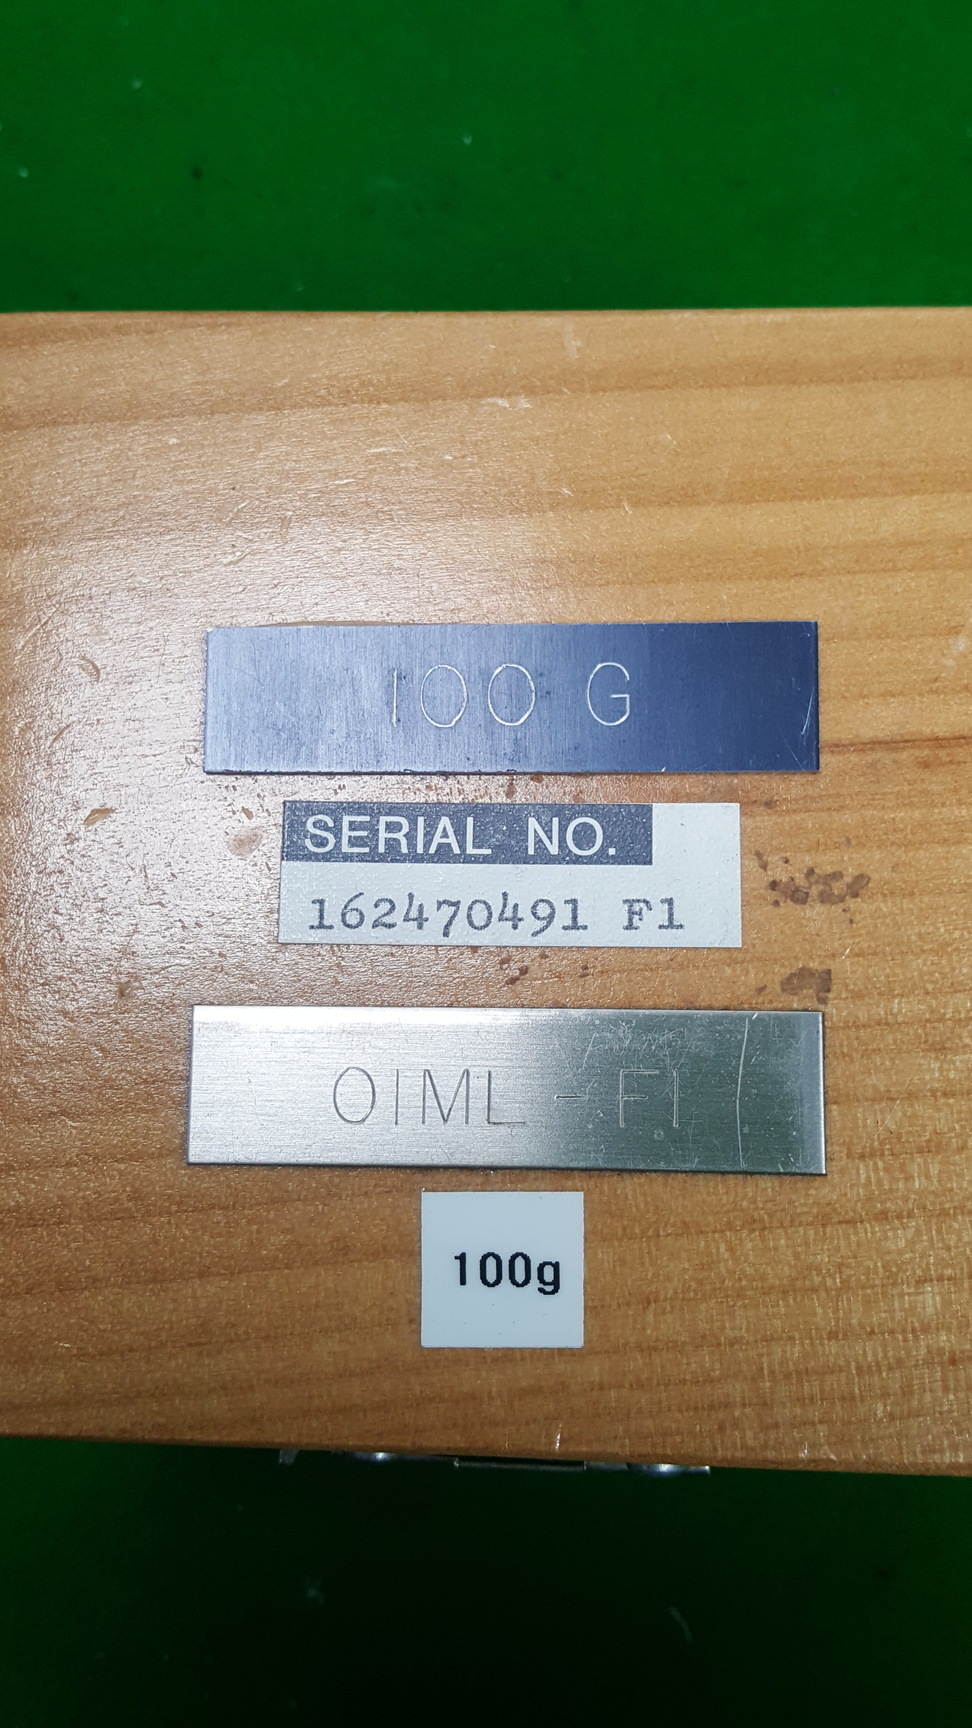 100 G
SERIAL NO.
162470491 F1
OIML - F1
100g